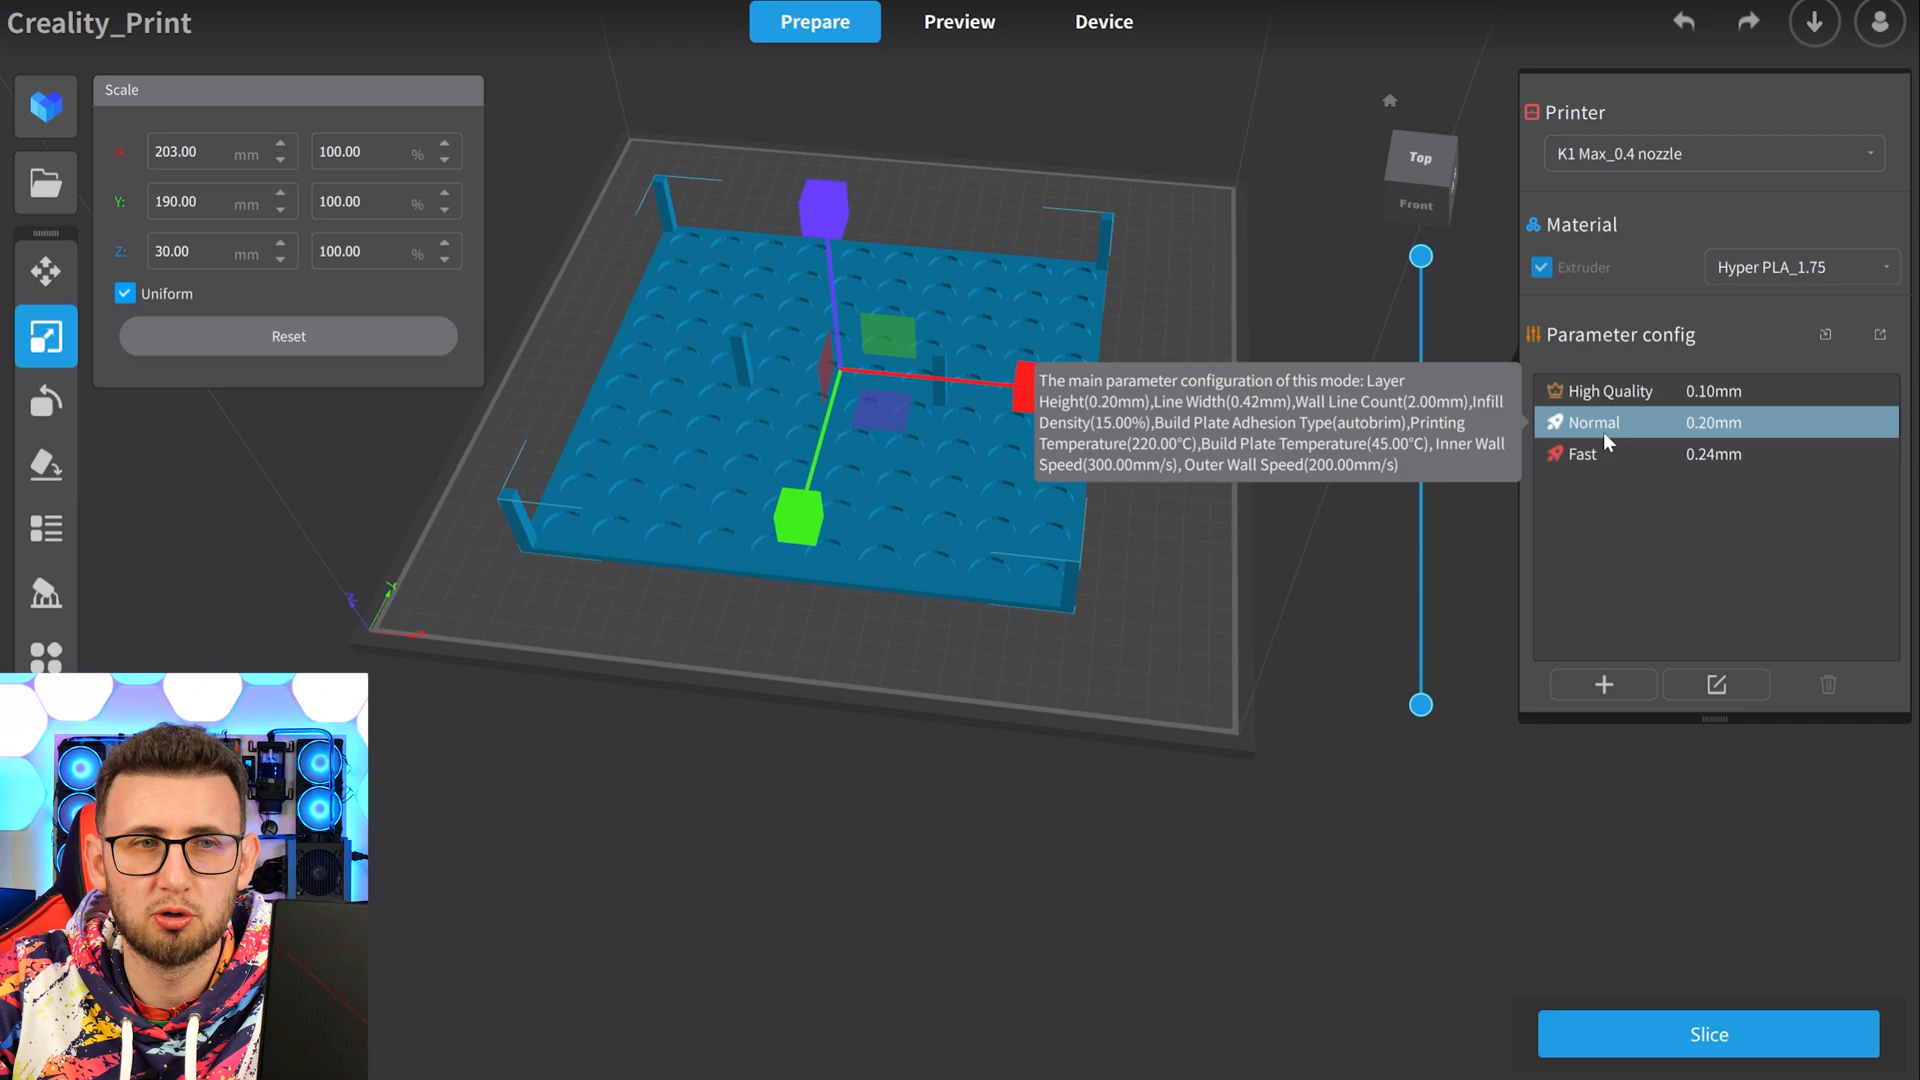 Creality_Print
Prepare
Preview
Device
Scale
X: 203.00 mm 100.00 %
Y: 190.00 mm 100.00 %
Z: 30.00 mm 100.00 %
Uniform
Reset
Top
Front
Printer
K1 Max_0.4 nozzle
Material
Extruder
Hyper PLA_1.75
Parameter config
High Quality 0.10mm
Normal 0.20mm
Fast 0.24mm
The main parameter configuration of this mode: Layer
Height(0.20mm),Line Width(0.42mm),Wall Line Count(2.00mm),Infill
Density(15.00%),Build Plate Adhesion Type(autobrim),Printing
Temperature(220.00°C),Build Plate Temperature(45.00°C), Inner Wall
Speed(300.00mm/s), Outer Wall Speed(200.00mm/s)
Z
Y
X
Slice